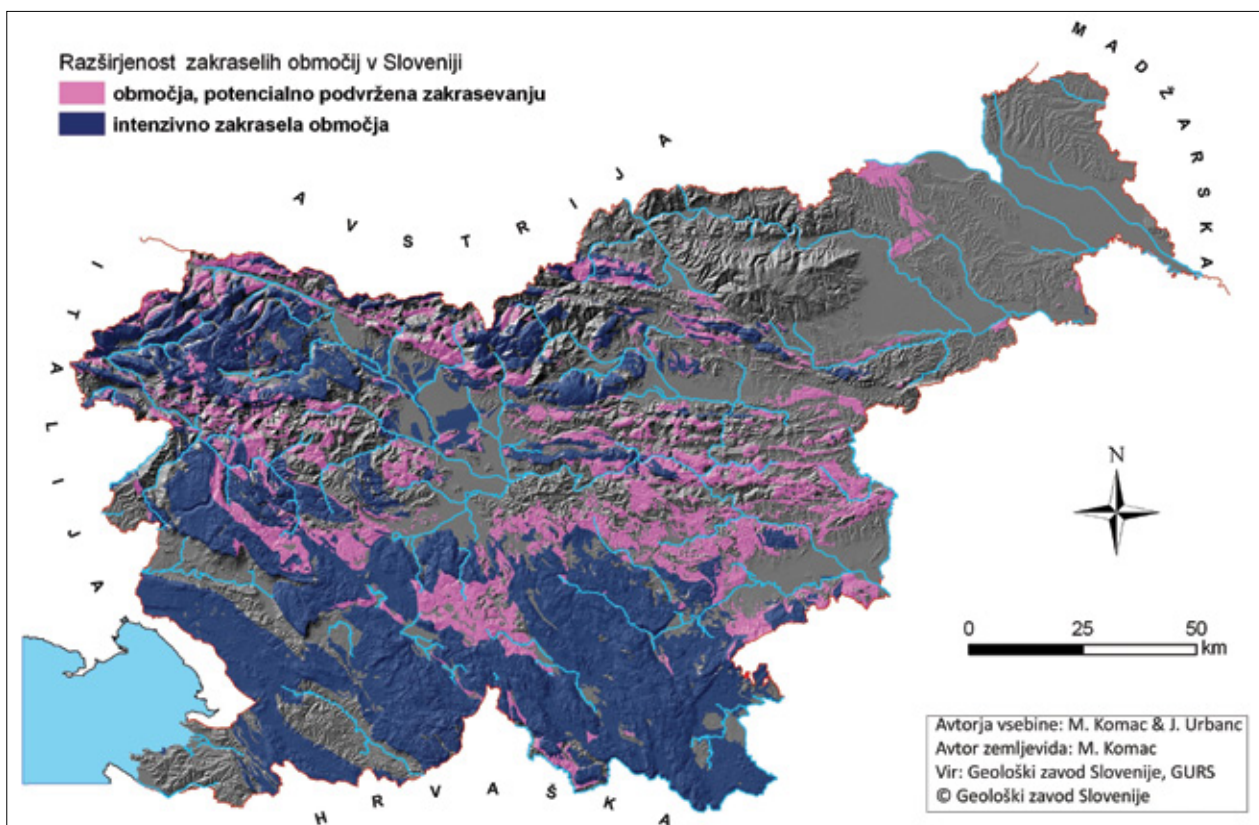 Razširjenost zakraselih območij v Sloveniji
območja, potencialno podvržena zakrasevanju
intenzivno zakrasela območja
MADŽARSKA
AVSTRIJA
ITALIJA
HRVAŠKA
N
0 25 50
km
Avtorja vsebine: M. Komac & J. Urbanc
Avtor zemljevida: M. Komac
Vir: Geološki zavod Slovenije, GURS
© Geološki zavod Slovenije